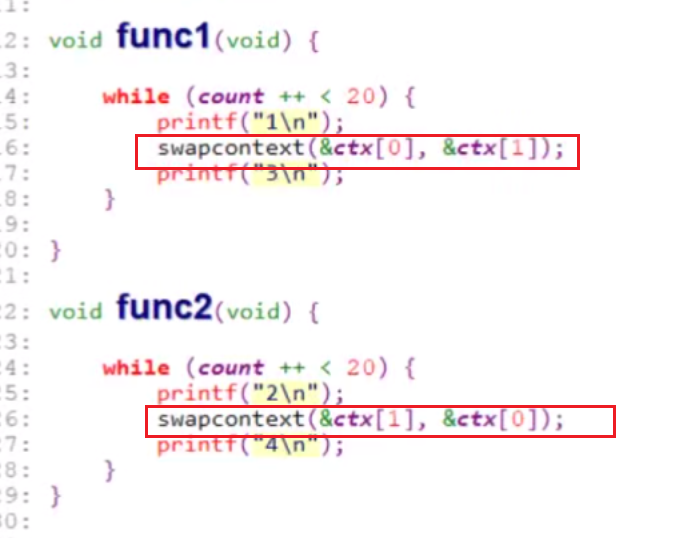 1:
2: void func1(void) {
3:
4: while (count ++ < 20) {
5: printf("1\n");
6: swapcontext(&ctx[0], &ctx[1]);
7: printf("3\n");
8: }
9:
0: }
1:
2: void func2(void) {
3:
4: while (count ++ < 20) {
5: printf("2\n");
6: swapcontext(&ctx[1], &ctx[0]);
7: printf("4\n");
8: }
9: }
0: